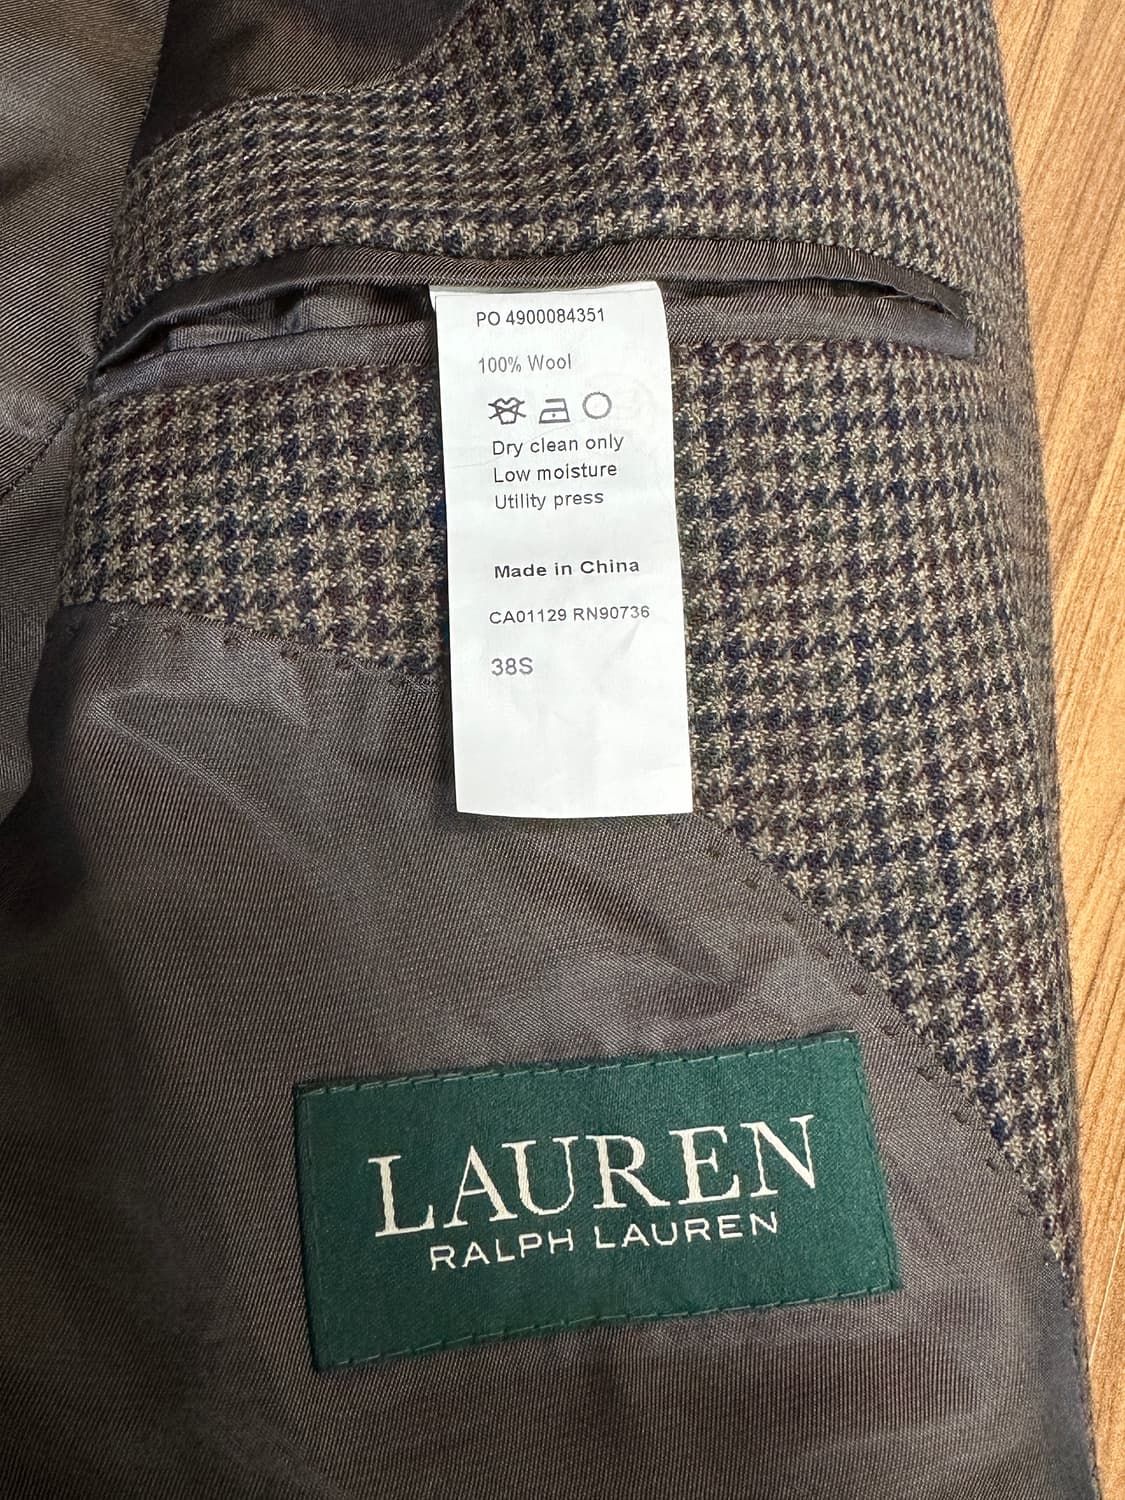 PO 4900084351
100% Wool
Dry clean only
Low moisture
Utility press
Made in China
CA01129 RN90736
38S
LAUREN
RALPH LAUREN